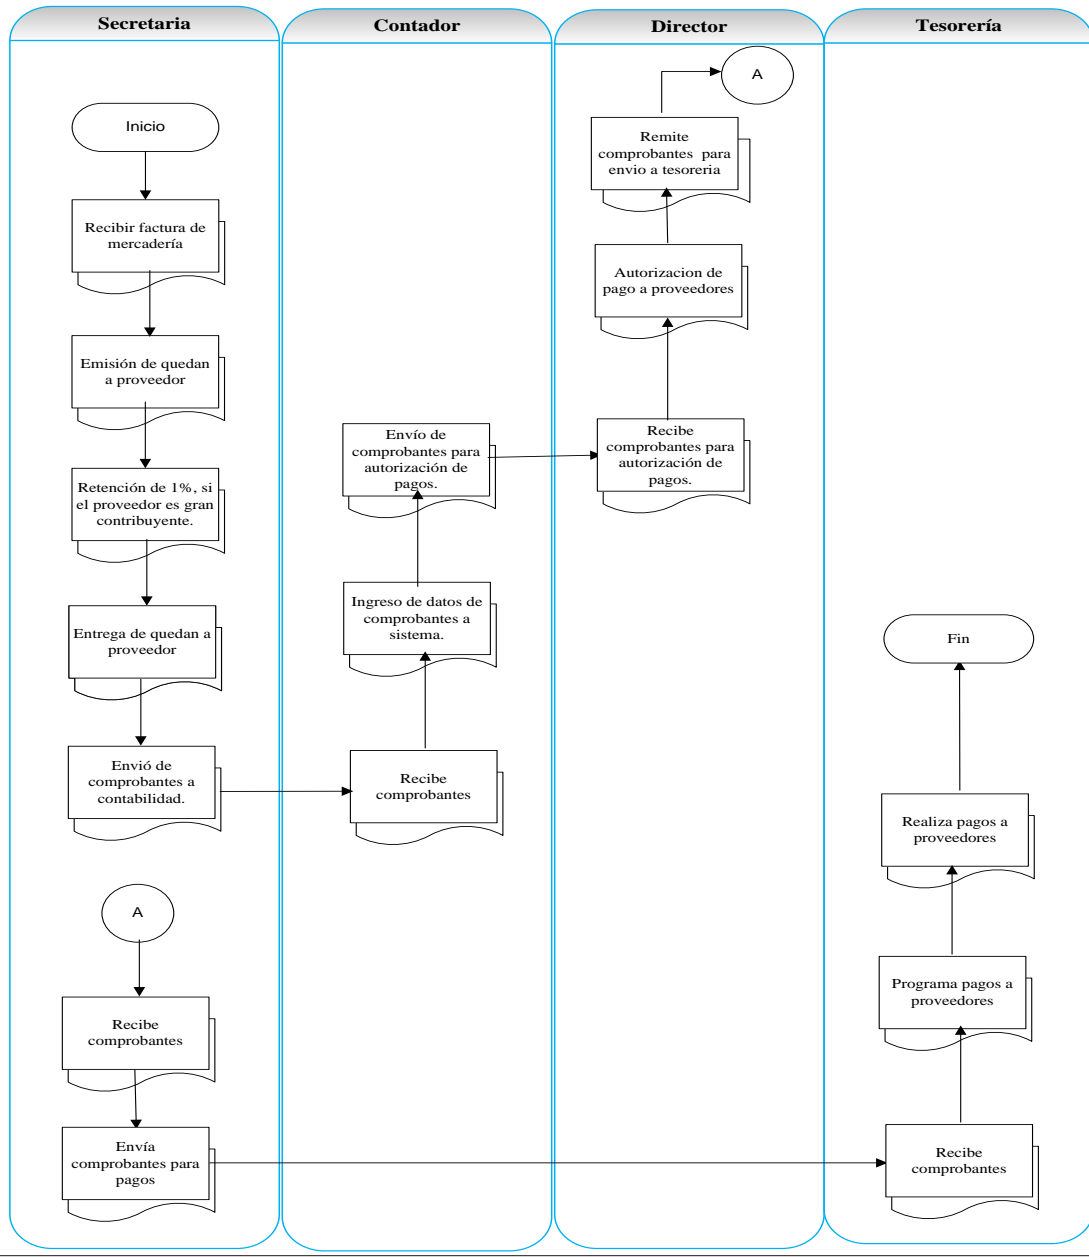 Secretaria
Contador
Director
Tesorería
Inicio
Recibir factura de
mercadería
Emisión de quedan
a proveedor
Retención de 1%, si
el proveedor es gran
contribuyente.
Entrega de quedan a
proveedor
Envió de
comprobantes a
contabilidad.
A
Recibe
comprobantes
Envía
comprobantes para
pagos
Envío de
comprobantes para
autorización de
pagos.
Ingreso de datos de
comprobantes a
sistema.
Recibe
comprobantes
A
Remite
comprobantes para
envio a tesoreria
Autorizacion de
pago a proveedores
Recibe
comprobantes para
autorización de
pagos.
Fin
Realiza pagos a
proveedores
Programa pagos a
proveedores
Recibe
comprobantes